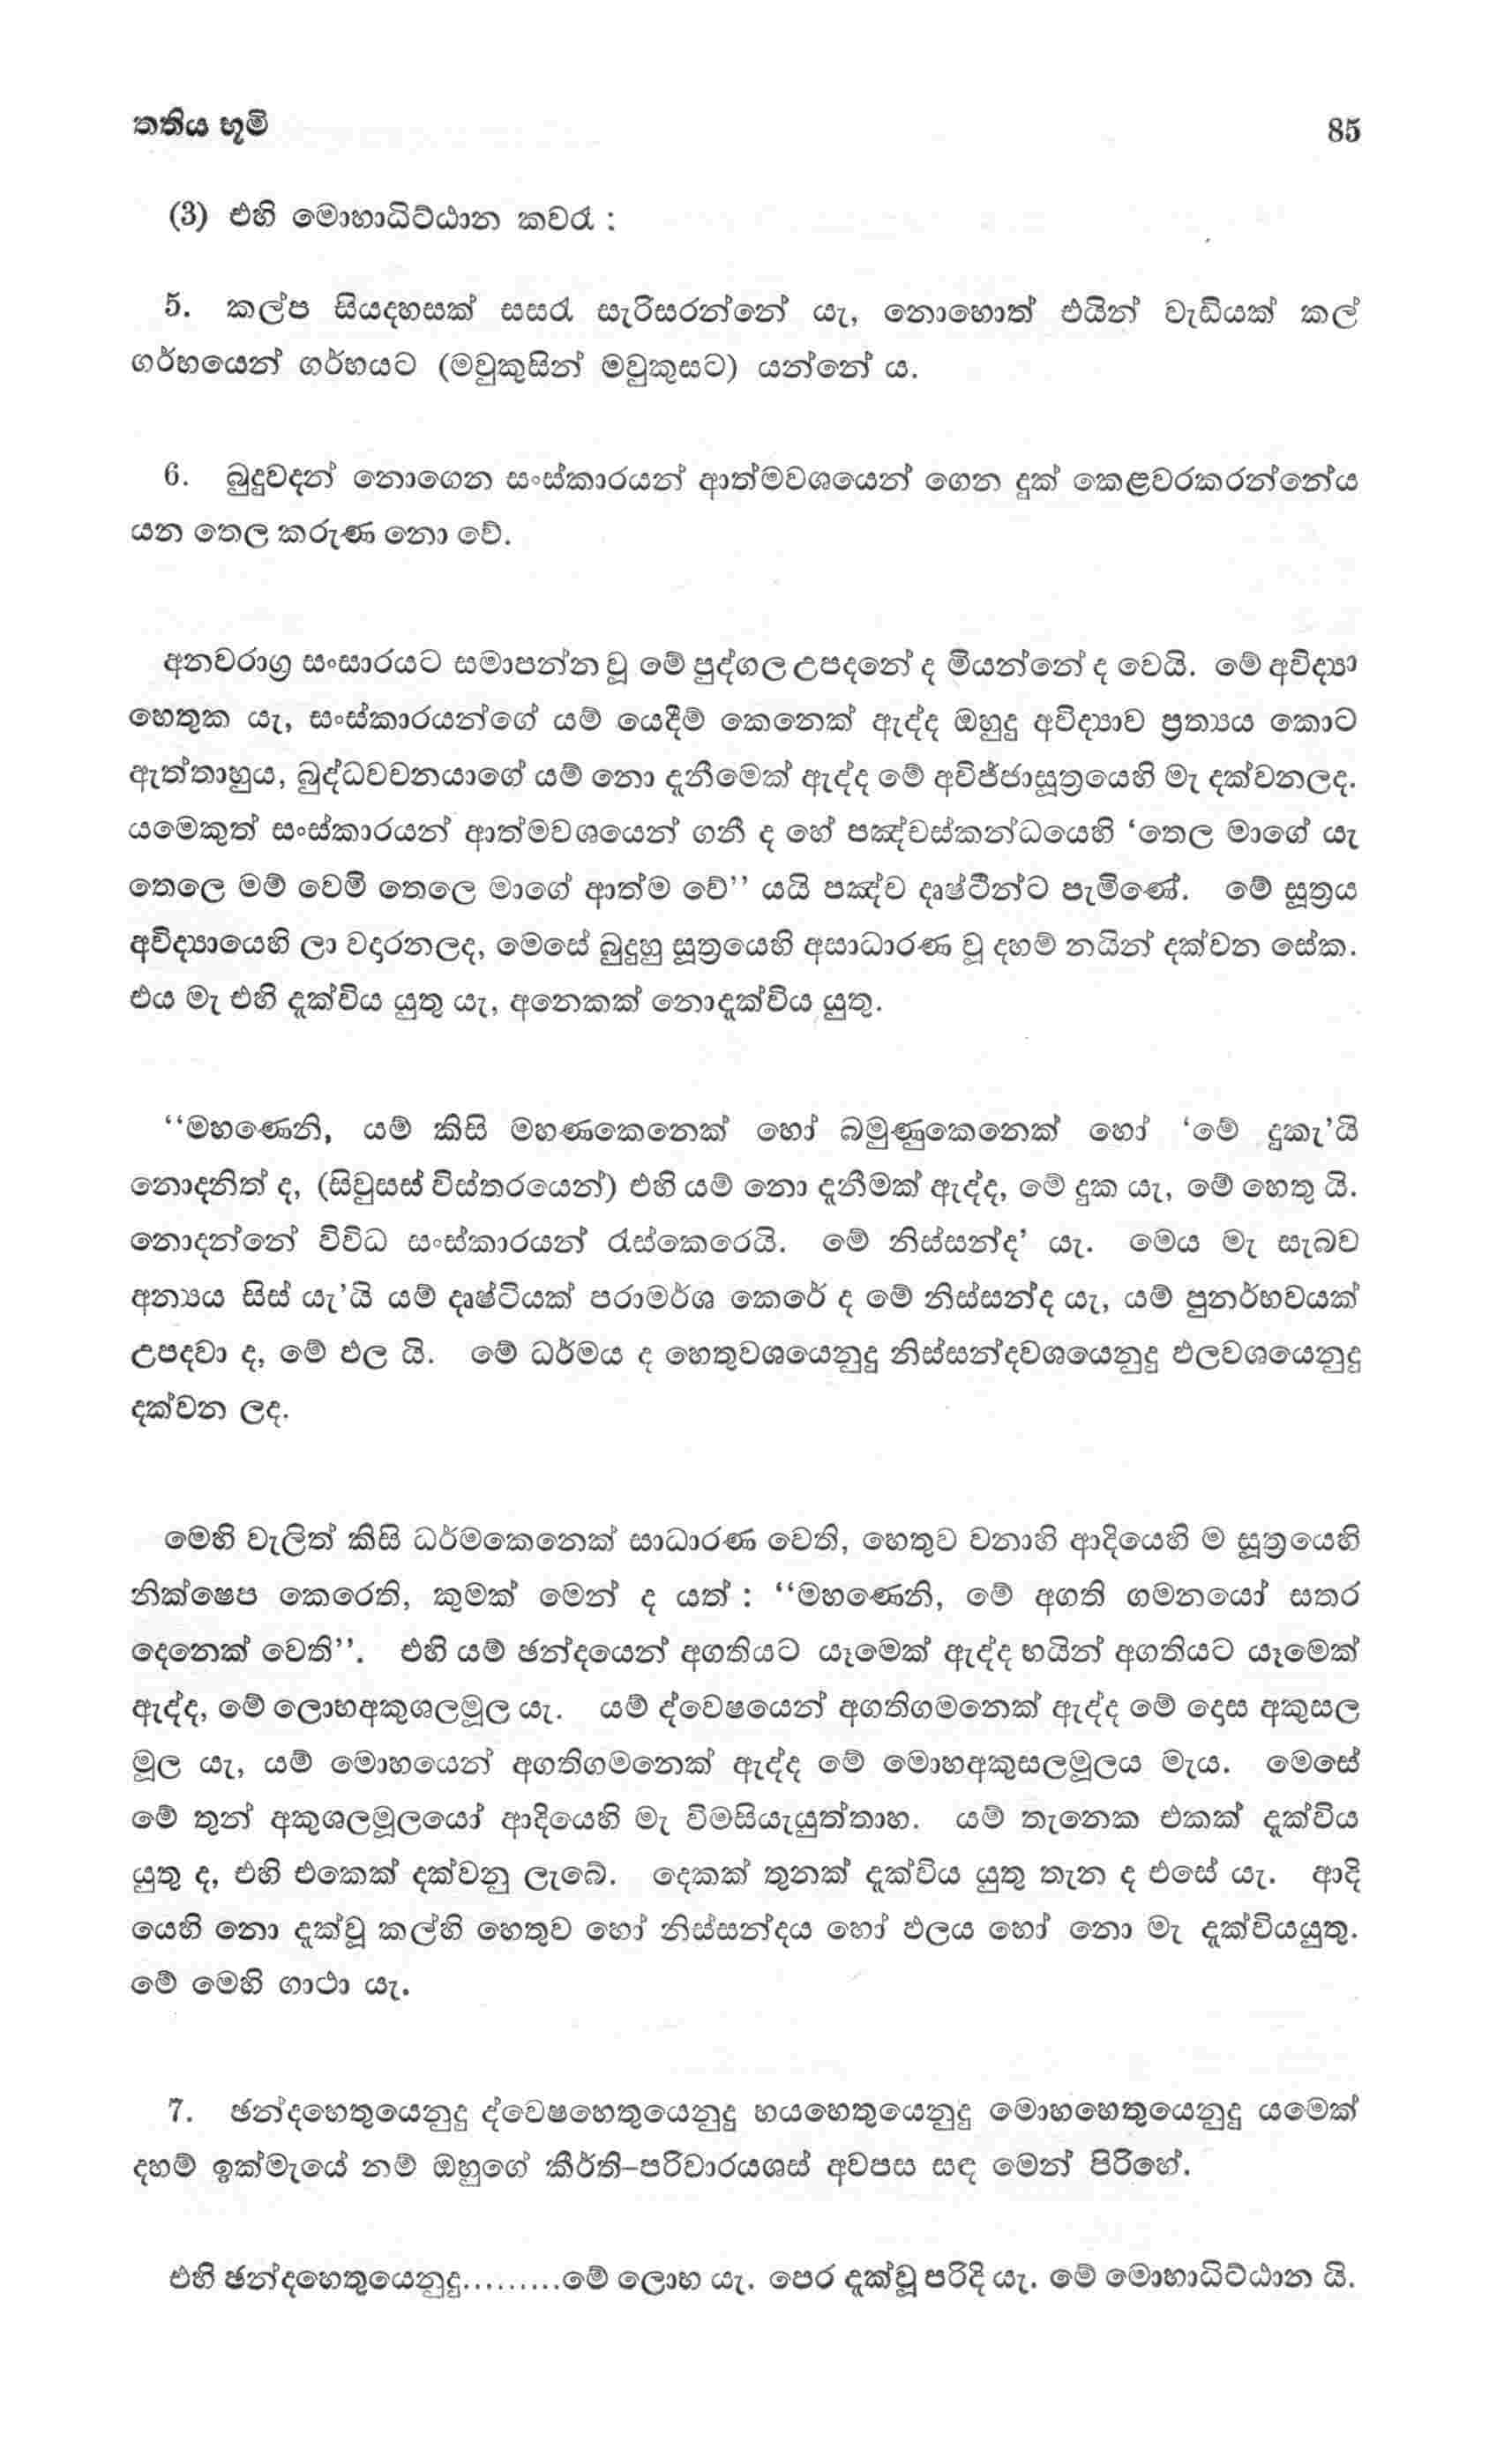 තතිය භූමි
85
(3) එහි මොහාධිට්ඨාන කවරැ :
5. කල්ප සියදහසක් සසරැ සැරිසරන්නේ යැ, නොහොත් එයින් වැඩියක් කල්
ගර්භයෙන් ගර්භයට (මවුකුසින් මවුකුසට) යන්නේ ය.
6. බුදුවදන් නොගෙන සංස්කාරයන් ආත්මවශයෙන් ගෙන දුක් කෙළවරකරන්නේය
යන තෙල කරුණ නො වේ.
අනවරාග්‍ර සංසාරයට සමාපන්න වූ මේ පුද්ගල උපදනේ ද මියන්නේ ද වෙයි. මේ අවිද්‍යා
හෙතුක යැ, සංස්කාරයන්ගේ යම් යෙදීම් කෙනෙක් ඇද්ද ඔහුදු අවිද්‍යාව ප්‍රත්‍යය කොට
ඇත්තාහුය, බුද්ධවචනයාගේ යම් නො දැනීමෙක් ඇද්ද මේ අවිජ්ජාසූත්‍රයෙහි මැ දක්වනලද.
යමෙකුත් සංස්කාරයන් ආත්මවශයෙන් ගනී ද හේ පඤ්චස්කන්ධයෙහි ‘තෙල මාගේ යැ
තෙලෙ මම් වෙමි තෙලෙ මාගේ ආත්ම වේ’’ යයි පඤ්ච දෘෂ්ටීන්ට පැමිණේ. මේ සූත්‍රය
අවිද්‍යායෙහි ලා වදරනලද, මෙසේ බුදුහු සූත්‍රයෙහි අසාධාරණ වූ දහම් නයින් දක්වන සේක.
එය මැ එහි දැක්විය යුතු යැ, අනෙකක් නොදැක්විය යුතු.
‘‘මහණෙනි, යම් කිසි මහණකෙනෙක් හෝ බමුණුකෙනෙක් හෝ ‘මේ දුකැ’යි
නොදනිත් ද, (සිවුසස් විස්තරයෙන්) එහි යම් නො දැනීමක් ඇද්ද, මේ දුක යැ, මේ හෙතු යි.
නොදන්නේ විවිධ සංස්කාරයන් රැස්කෙරෙයි. මේ නිස්සන්ද’ යැ. මෙය මැ සැබව
අන්‍යය සිස් යැ’යි යම් දෘෂ්ටියක් පරාමර්ශ කෙරේ ද මේ නිස්සන්ද යැ, යම් පුනර්භවයක්
උපදවා ද, මේ ඵල යි. මේ ධර්මය ද හෙතුවශයෙනුදු නිස්සන්දවශයෙනුදු ඵලවශයෙනුදු
දක්වන ලද.
මෙහි වැලිත් කිසි ධර්මකෙනෙක් සාධාරණ වෙති, හෙතුව වනාහි ආදියෙහි ම සූත්‍රයෙහි
නික්ෂෙප කෙරෙති, කුමක් මෙන් ද යත් : ‘‘මහණෙනි, මේ අගති ගමනයෝ සතර
දෙනෙක් වෙති’’. එහි යම් ඡන්දයෙන් අගතියට යෑමෙක් ඇද්ද භයින් අගතියට යෑමෙක්
ඇද්ද, මේ ලොභඅකුශලමූල යැ. යම් ද්වෙෂයෙන් අගතිගමනෙක් ඇද්ද මේ දොස අකුසල
මූල යැ, යම් මොහයෙන් අගතිගමනෙක් ඇද්ද මේ මොහඅකුසලමූලය මැය. මෙසේ
මේ තුන් අකුශලමූලයෝ ආදියෙහි මැ විමසියැයුත්තාහ. යම් තැනෙක එකක් දැක්විය
යුතු ද, එහි එකෙක් දක්වනු ලැබේ. දෙකක් තුනක් දැක්විය යුතු තැන ද එසේ යැ. ආදි
යෙහි නො දැක්වූ කල්හි හෙතුව හෝ නිස්සන්දය හෝ ඵලය හෝ නො මැ දැක්වියයුතු.
මේ මෙහි ගාථා යැ.
7. ඡන්දහෙතුයෙනුදු ද්වෙෂහෙතුයෙනුදු භයහෙතුයෙනුදු මොහහෙතුයෙනුදු යමෙක්
දහම් ඉක්මැයේ නම් ඔහුගේ කීර්ති–පරිවාරයශස් අවපස සඳ මෙන් පිරිහේ.
එහි ඡන්දහෙතුයෙනුදු.........මේ ලොභ යැ. පෙර දැක්වූ පරිදි යැ. මේ මොහාධිට්ඨාන යි.